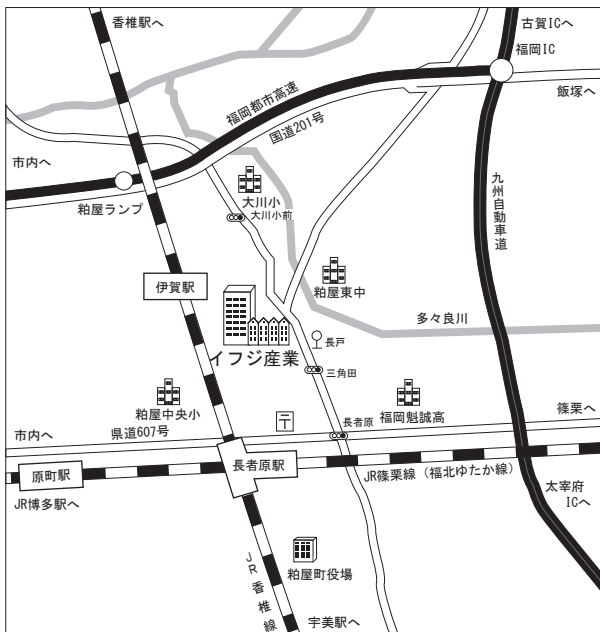 香椎駅へ
古賀ICへ
福岡IC
飯塚へ
福岡都市高速
国道201号
市内へ
粕屋ランプ
大川小
大川小前
九州自動車道
伊賀駅
粕屋東中
多々良川
イフジ産業
長戸
三角田
粕屋中央小
福岡魁誠高
市内へ
県道607号
〒
長者原
篠栗へ
原町駅
長者原駅
JR篠栗線（福北ゆたか線）
JR博多駅へ
太宰府
ICへ
粕屋町役場
JR香椎線
宇美駅へ